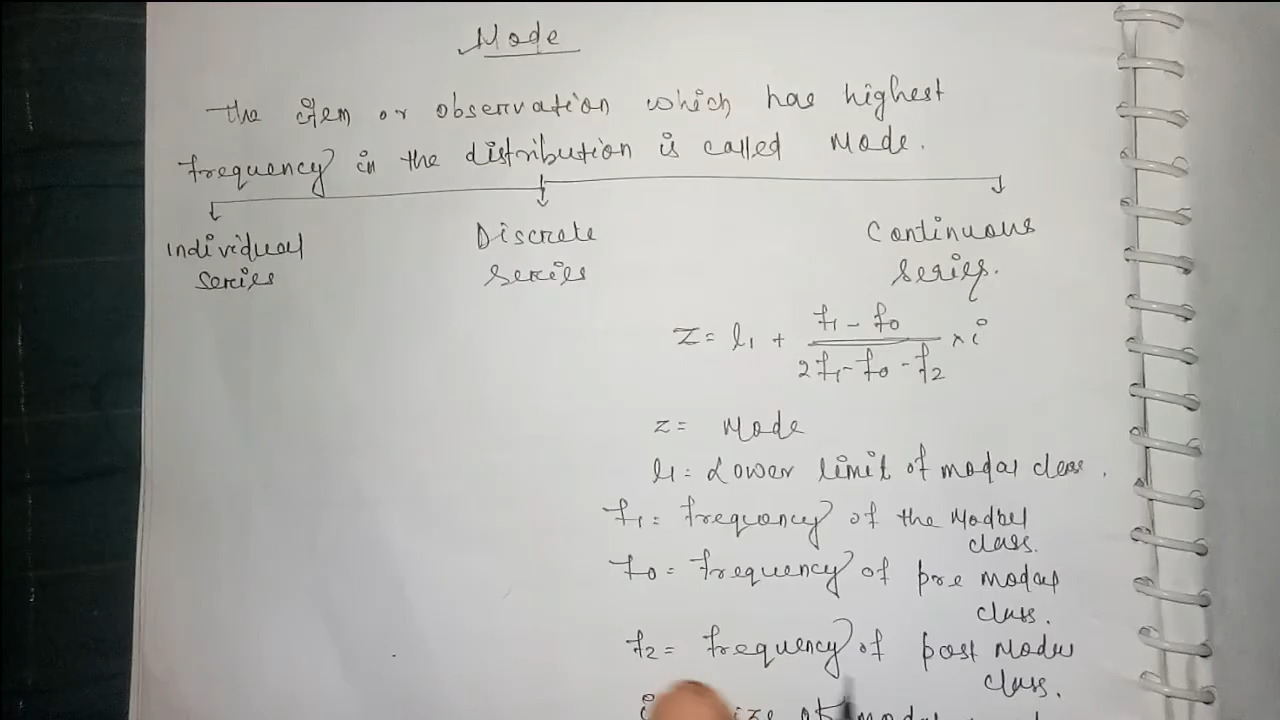 Mode
The item or observation which has highest
frequency in the distribution is called Mode.
Individual
Series
Discrete
Series
Continuous
Series.
Z = l₁ + (f₁ - f₀) / (2f₁ - f₀ - f₂) × i
Z = Mode
l₁ = Lower limit of modal class.
f₁ = frequency of the Modal
class.
f₀ = frequency of pre modal
class.
f₂ = frequency of post Modal
class.
i of modal